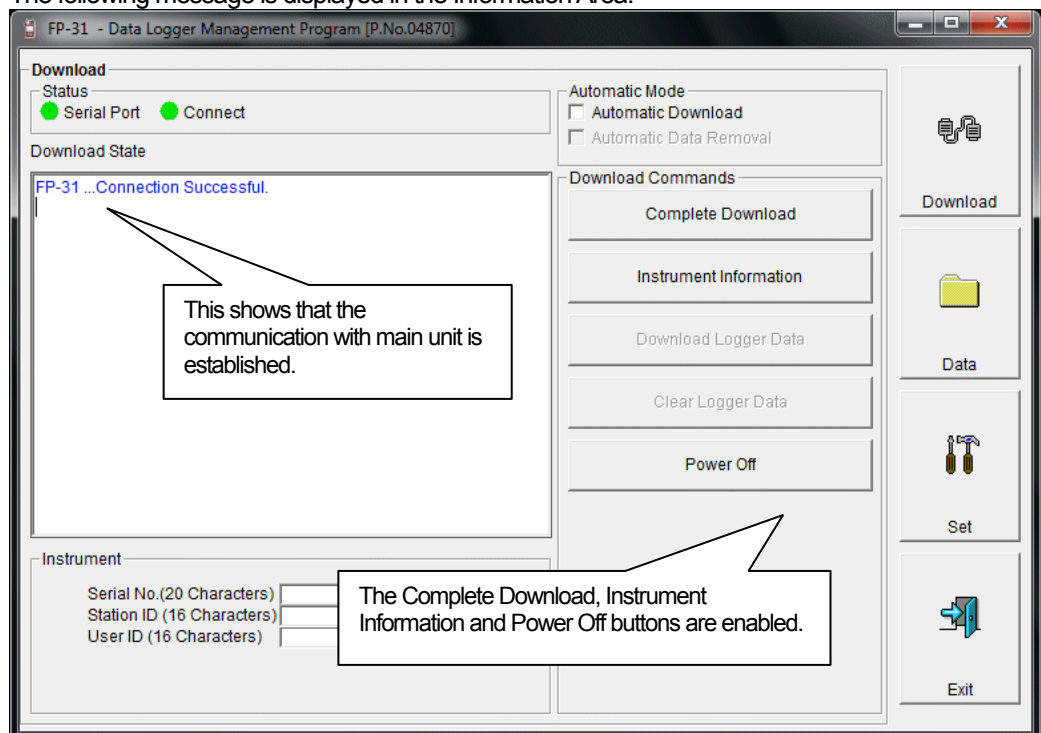 The following message is displayed in the Information Area.
FP-31 - Data Logger Management Program [P.No.04870]
Download
Status
Serial Port
Connect
Download State
FP-31 ...Connection Successful.
This shows that the
communication with main unit is
established.
Automatic Mode
Automatic Download
Automatic Data Removal
Download Commands
Complete Download
Instrument Information
Download Logger Data
Clear Logger Data
Power Off
The Complete Download, Instrument
Information and Power Off buttons are enabled.
Instrument
Serial No.(20 Characters)
Station ID (16 Characters)
User ID (16 Characters)
Download
Data
Set
Exit